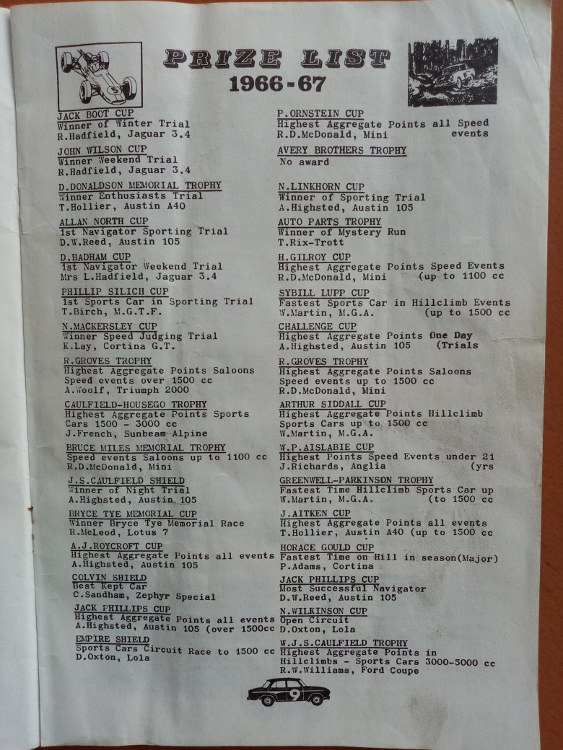 PRIZE LIST
1966-67
JACK BOOT CUP
Winner of Winter Trial
R.Hadfield, Jaguar 3.4
JOHN WILSON CUP
Winner Weekend Trial
R.Hadfield, Jaguar 3.4
D.DONALDSON MEMORIAL TROPHY
Winner Enthusiasts Trial
T.Hollier, Austin A40
ALLAN NORTH CUP
1st Navigator Sporting Trial
D.W.Reed, Austin 105
D.BADHAM CUP
1st Navigator Weekend Trial
Mrs L.Hadfield, Jaguar 3.4
PHILLIP SILICH CUP
1st Sports Car in Sporting Trial
T.Birch, M.G.T.F.
N.MACKERSLEY CUP
Winner Speed Judging Trial
K.Lay, Cortina G.T.
R.GROVES TROPHY
Highest Aggregate Points Saloons
Speed events over 1500 cc
A.Woolf, Triumph 2000
CAULFIELD-HOUSEGO TROPHY
Highest Aggregate Points Sports
Cars 1500 - 3000 cc
J.French, Sunbeam Alpine
BRUCE MILES MEMORIAL TROPHY
Speed events Saloons up to 1100 cc
R.D.McDonald, Mini
J.S.CAULFIELD SHIELD
Winner of Night Trial
A.Highsted, Austin 105
BRYCE TYE MEMORIAL CUP
Winner Bryce Tye Memorial Race
R.McLeod, Lotus 7
A.J.ROYCROFT CUP
Highest Aggregate Points all events
A.Highsted, Austin 105
COLVIN SHIELD
Best Kept Car
C.Sandham, Zephyr Special
JACK PHILLIPS CUP
Highest Aggregate Points all events
A.Highsted, Austin 105 (over 1500cc
EMPIRE SHIELD
Sports Cars Circuit Race to 1500 cc
D.Oxton, Lola
P.ORNSTEIN CUP
Highest Aggregate Points all Speed
R.D.McDonald, Mini events
AVERY BROTHERS TROPHY
No award
N.LINKHORN CUP
Winner of Sporting Trial
A.Highsted, Austin 105
AUTO PARTS TROPHY
Winner of Mystery Run
T.Rix-Trott
H.GILROY CUP
Highest Aggregate Points Speed Events
R.D.McDonald, Mini (up to 1100 cc
SYBILL LUPP CUP
Fastest Sports Car in Hillclimb Events
W.Martin, M.G.A. (up to 1500 cc
CHALLENGE CUP
Highest Aggregate Points One Day
A.Highsted, Austin 105 (Trials
R.GROVES TROPHY
Highest Aggregate Points Saloons
Speed events up to 1500 cc
R.D.McDonald, Mini
ARTHUR SIDDALL CUP
Highest Aggregate Points Hillclimb
Sports Cars up to 1500 cc
W.Martin, M.G.A.
W.P.AISLABIE CUP
Highest Points Speed Events under 21
J.Richards, Anglia (yrs
GREENWELL-PARKINSON TROPHY
Fastest Time Hillclimb Sports Car up
W.Martin, M.G.A. (to 1500 cc
J.AITKEN CUP
Highest Aggregate Points all events
T.Hollier, Austin A40 (up to 1500 cc
HORACE GOULD CUP
Fastest Time on Hill in season(Major)
P.Adams, Cortina
JACK PHILLIPS CUP
Most Successful Navigator
D.W.Reed, Austin 105
N.WILKINSON CUP
Open Circuit
D.Oxton, Lola
W.J.S.CAULFIELD TROPHY
Highest Aggregate Points in
Hillclimbs - Sports Cars 3000-5000 cc
R.W.Williams, Ford Coupe
9